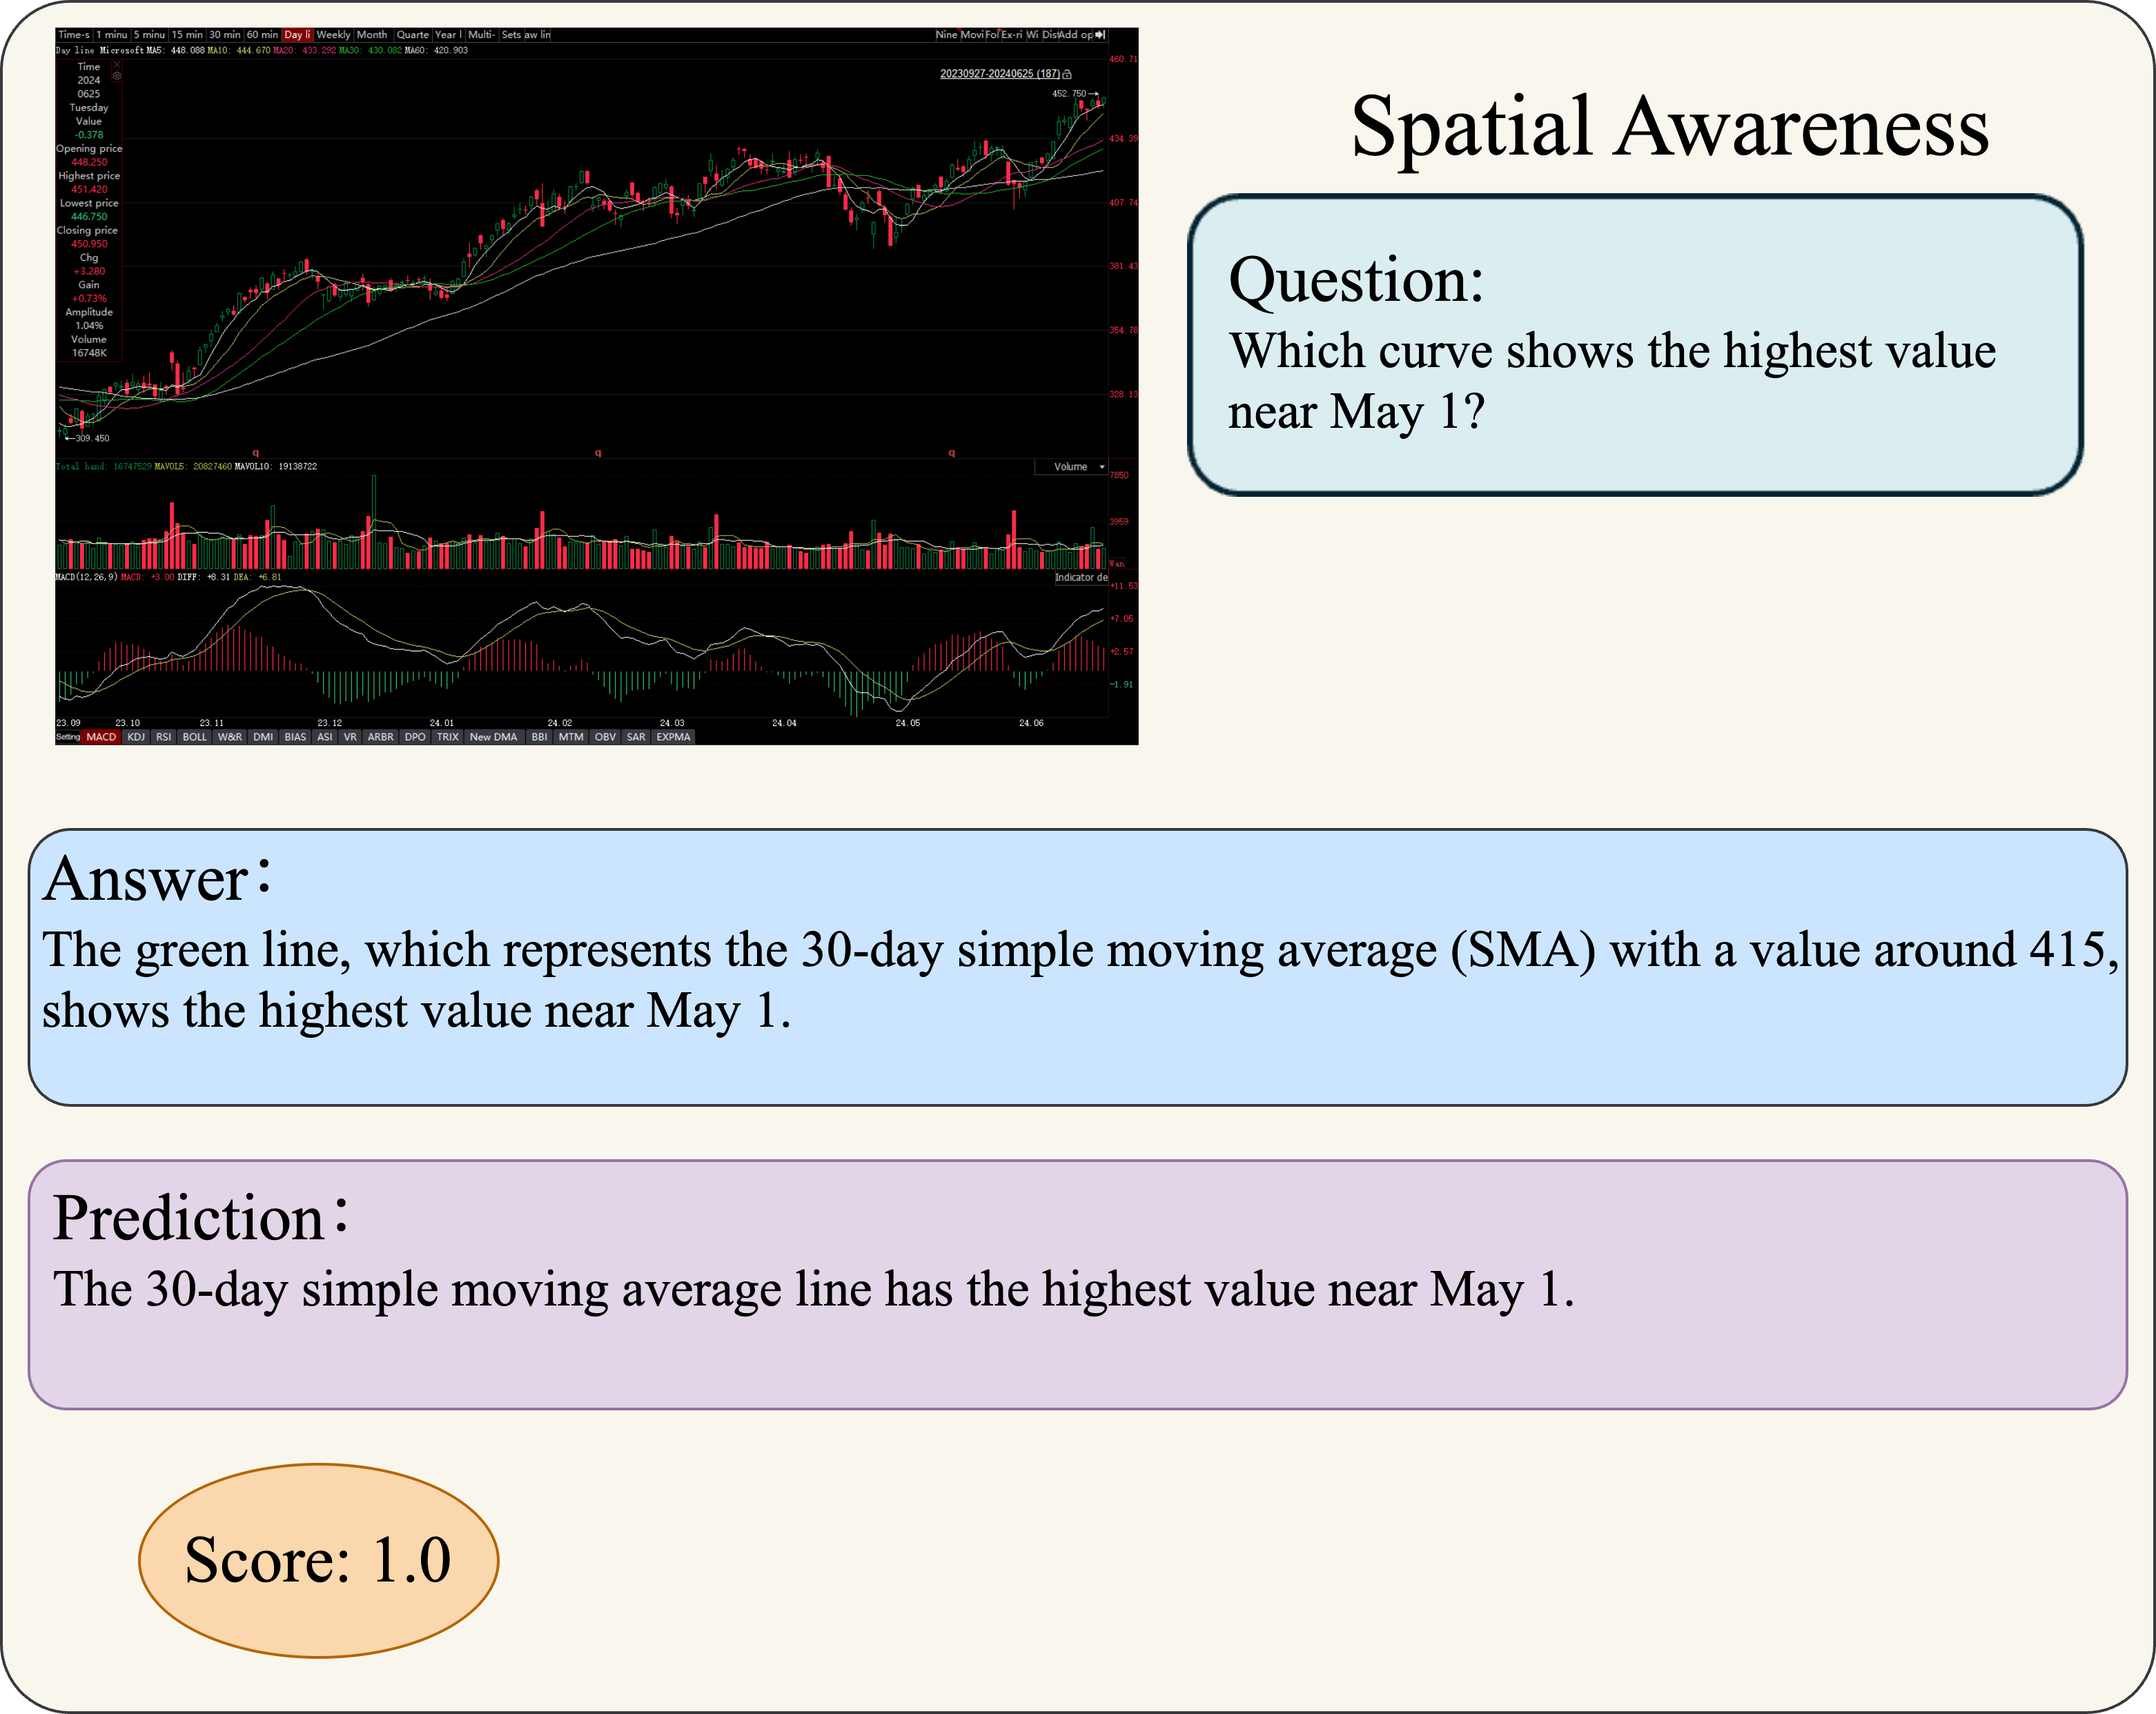 Time-s 1 minu 5 minu 15 min 30 min 60 min Day li Weekly Month Quarte Year l Multi- Sets aw lin Nine Movi Fol Ex-ri Wi Dist Add op
Day line Microsoft MA5: 448.088 MA10: 444.670 MA20: 433.292 MA30: 430.082 MA60: 420.903
460.71
Time
2024
0625
Tuesday
Value
-0.378
Opening price
448.250
Highest price
451.420
Lowest price
446.750
Closing price
450.950
Chg
+3.280
Gain
+0.73%
Amplitude
1.04%
Volume
16748K
20230927-20240625 (187)
452.750
434.39
407.74
381.43
354.78
328.13
309.450
q q q
Total hand: 16747529 MAVOL5: 20827460 MAVOL10: 19138722
Volume
7850
3959
Wan
MACD(12,26,9) MACD: +3.00 DIFF: +8.31 DEA: +6.81
Indicator de
+11.53
+7.05
+2.57
-1.91
23.09 23.10 23.11 23.12 24.01 24.02 24.03 24.04 24.05 24.06
Setting MACD KDJ RSI BOLL W&R DMI BIAS ASI VR ARBR DPO TRIX New DMA BBI MTM OBV SAR EXPMA
Spatial Awareness
Question:
Which curve shows the highest value
near May 1?
Answer:
The green line, which represents the 30-day simple moving average (SMA) with a value around 415,
shows the highest value near May 1.
Prediction:
The 30-day simple moving average line has the highest value near May 1.
Score: 1.0